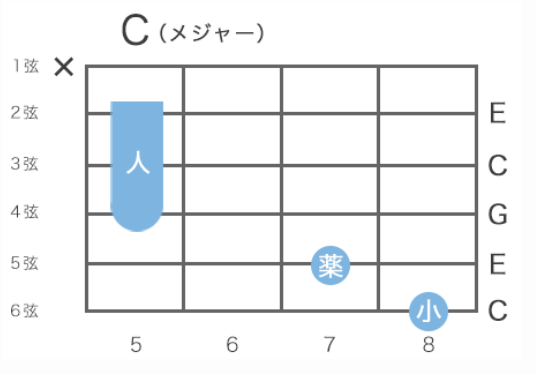 C (メジャー)
1弦 ×
2弦 E
3弦 人 C
4弦 G
5弦 薬 E
6弦 小 C
5 6 7 8